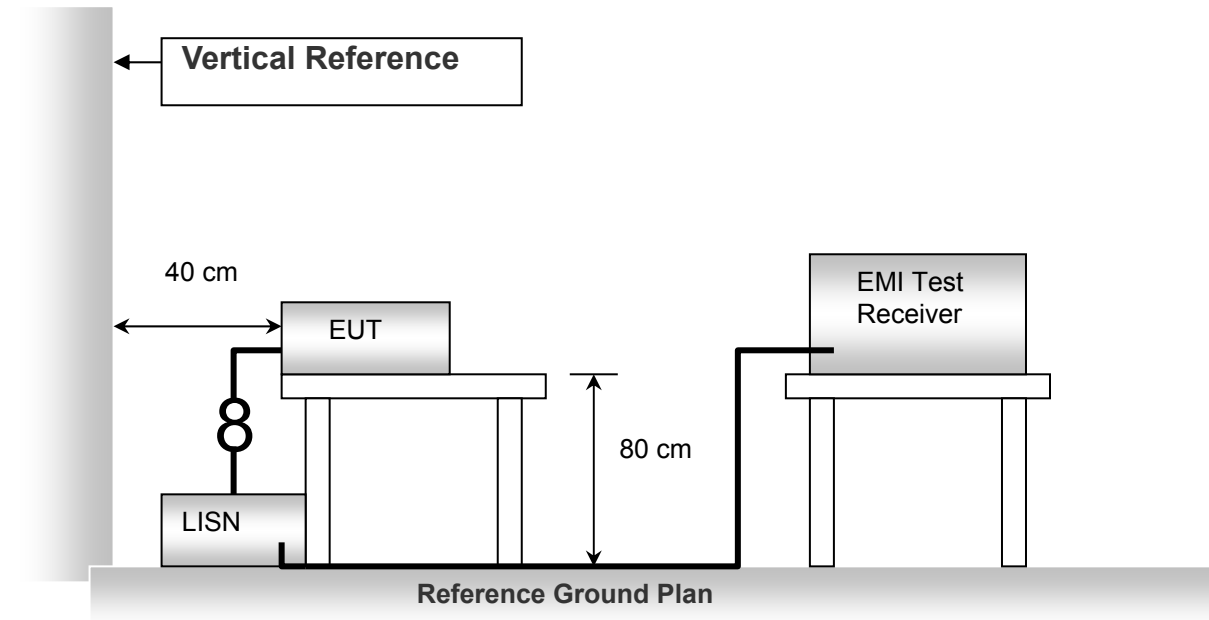 Vertical Reference
40 cm
EUT
EMI Test
Receiver
80 cm
LISN
Reference Ground Plan